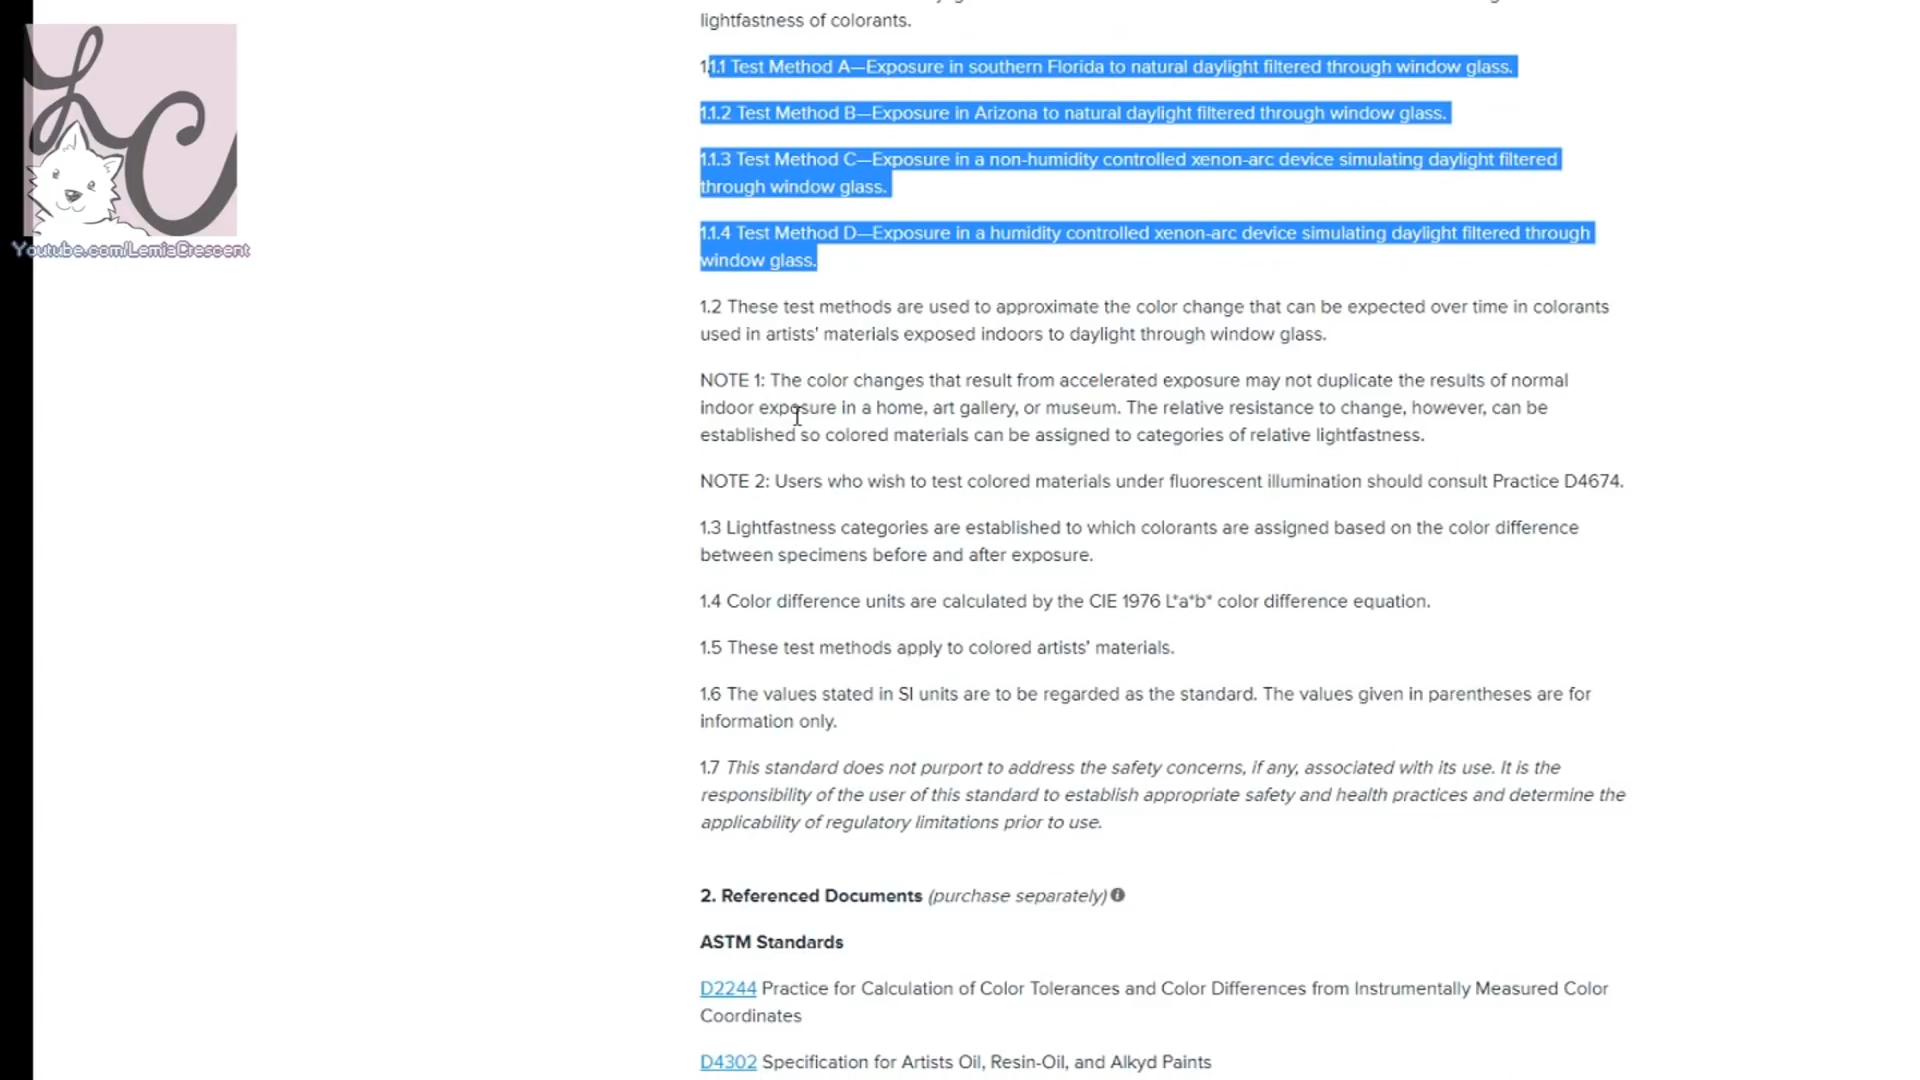 lightfastness of colorants.
1.1.1 Test Method A—Exposure in southern Florida to natural daylight filtered through window glass.
1.1.2 Test Method B—Exposure in Arizona to natural daylight filtered through window glass.
1.1.3 Test Method C—Exposure in a non-humidity controlled xenon-arc device simulating daylight filtered
through window glass.
1.1.4 Test Method D—Exposure in a humidity controlled xenon-arc device simulating daylight filtered through
window glass.
LC
Youtube.com/LemiaCrescent
1.2 These test methods are used to approximate the color change that can be expected over time in colorants
used in artists' materials exposed indoors to daylight through window glass.
NOTE 1: The color changes that result from accelerated exposure may not duplicate the results of normal
indoor exposure in a home, art gallery, or museum. The relative resistance to change, however, can be
established so colored materials can be assigned to categories of relative lightfastness.
NOTE 2: Users who wish to test colored materials under fluorescent illumination should consult Practice D4674.
1.3 Lightfastness categories are established to which colorants are assigned based on the color difference
between specimens before and after exposure.
1.4 Color difference units are calculated by the CIE 1976 L*a*b* color difference equation.
1.5 These test methods apply to colored artists' materials.
1.6 The values stated in SI units are to be regarded as the standard. The values given in parentheses are for
information only.
1.7 This standard does not purport to address the safety concerns, if any, associated with its use. It is the
responsibility of the user of this standard to establish appropriate safety and health practices and determine the
applicability of regulatory limitations prior to use.
2. Referenced Documents (purchase separately)
ASTM Standards
D2244 Practice for Calculation of Color Tolerances and Color Differences from Instrumentally Measured Color
Coordinates
D4302 Specification for Artists Oil, Resin-Oil, and Alkyd Paints